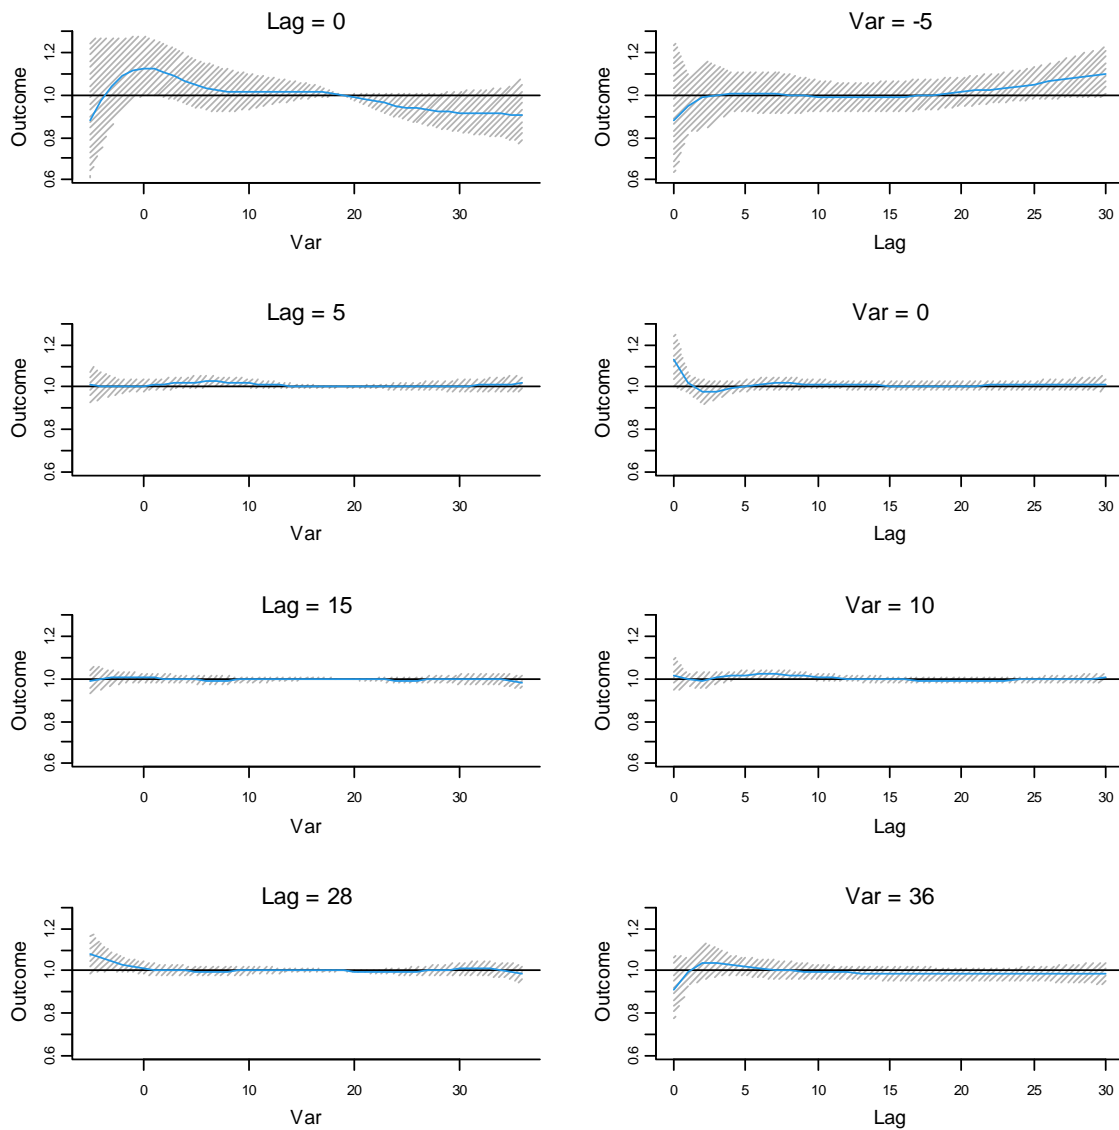 Lag = 0
Outcome
0.6 0.8 1.0 1.2
0 10 20 30
Var
Var = -5
Outcome
0.6 0.8 1.0 1.2
0 5 10 15 20 25 30
Lag
Lag = 5
Outcome
0.6 0.8 1.0 1.2
0 10 20 30
Var
Var = 0
Outcome
0.6 0.8 1.0 1.2
0 5 10 15 20 25 30
Lag
Lag = 15
Outcome
0.6 0.8 1.0 1.2
0 10 20 30
Var
Var = 10
Outcome
0.6 0.8 1.0 1.2
0 5 10 15 20 25 30
Lag
Lag = 28
Outcome
0.6 0.8 1.0 1.2
0 10 20 30
Var
Var = 36
Outcome
0.6 0.8 1.0 1.2
0 5 10 15 20 25 30
Lag